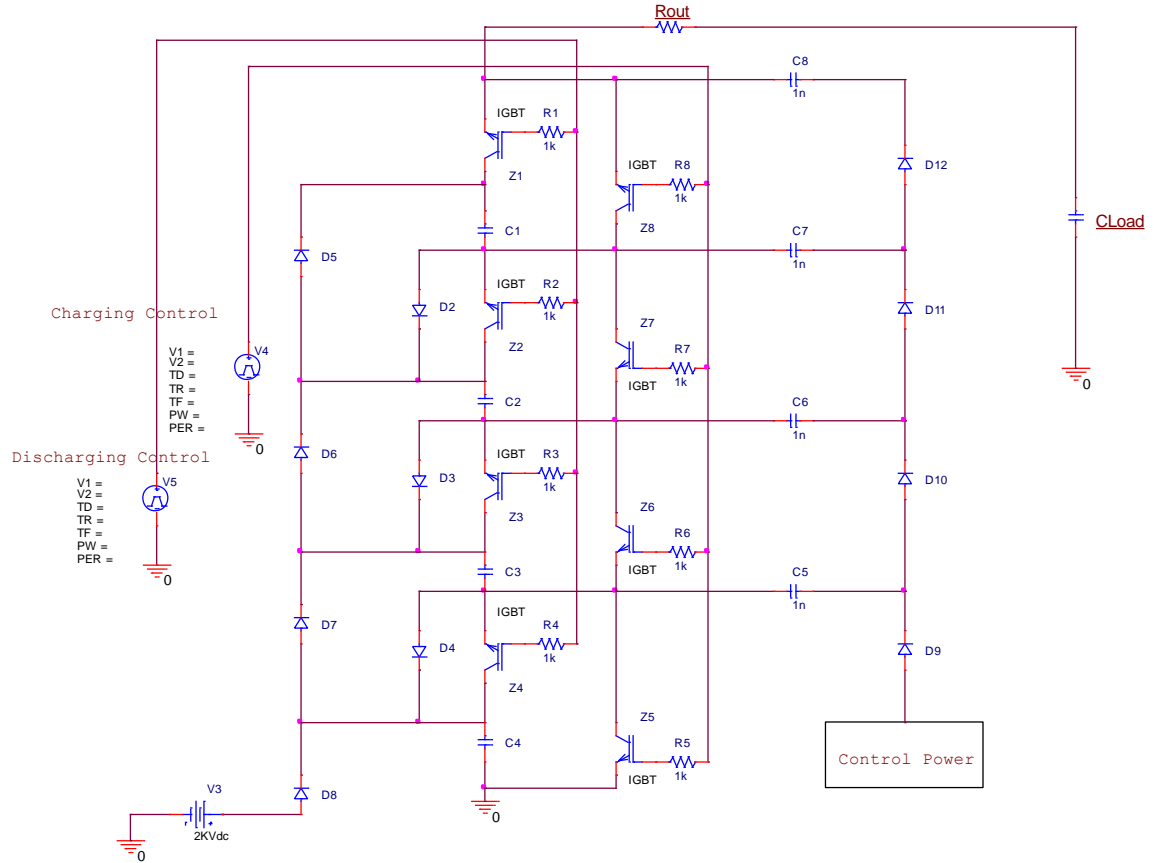 Rout
C8
1n
IGBT
R1
1k
Z1
D12
IGBT
R8
1k
Z8
CLoad
C1
C7
1n
D5
IGBT
R2
1k
D2
Z2
D11
Charging Control
V4
V1 =
V2 =
TD =
TR =
TF =
PW =
PER =
0
Z7
R7
1k
IGBT
0
C2
C6
1n
Discharging Control
V5
V1 =
V2 =
TD =
TR =
TF =
PW =
PER =
0
D6
IGBT
R3
1k
D3
Z3
D10
Z6
R6
1k
IGBT
C3
C5
1n
D7
IGBT
R4
1k
D4
Z4
D9
Z5
R5
1k
IGBT
C4
Control Power
V3
2KVdc
D8
0
0